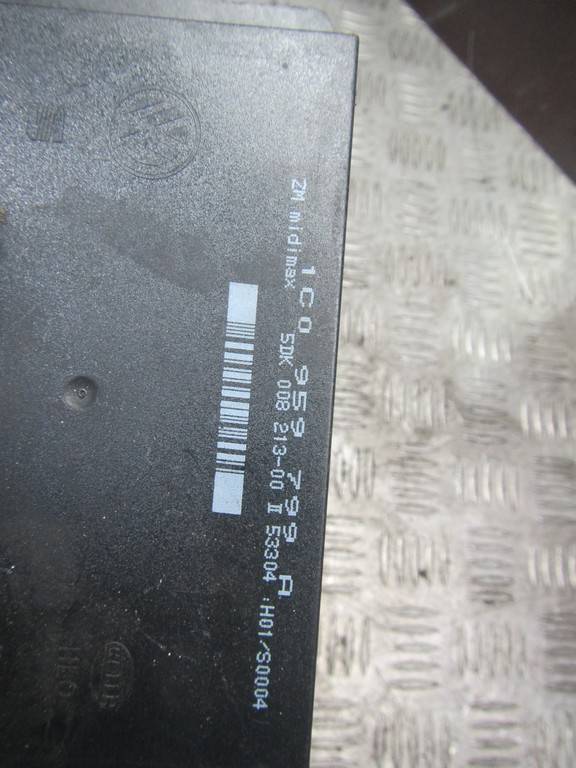 1C0 959 799 A
ZM midimax 5DK 008 213-00 II 53304 :H01/S0004